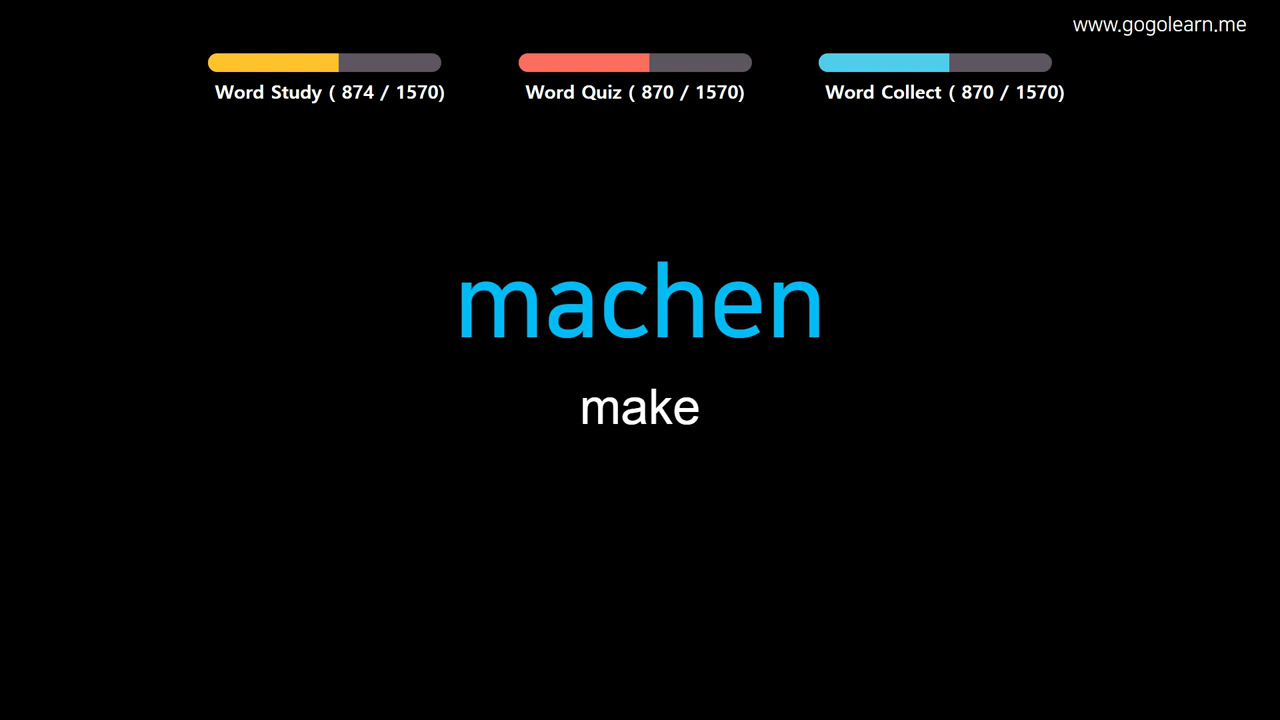 www.gogolearn.me
Word Study ( 874 / 1570)
Word Quiz ( 870 / 1570)
Word Collect ( 870 / 1570)
machen
make